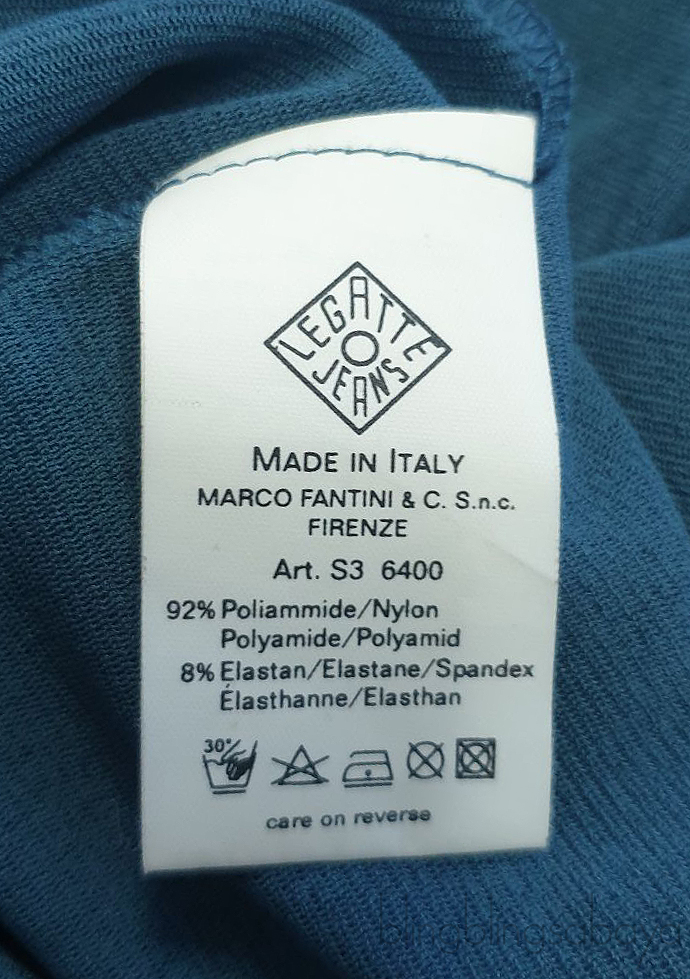 LEGATTE
JEANS
MADE IN ITALY
MARCO FANTINI & C. S.n.c.
FIRENZE
Art. S3 6400
92% Poliammide/Nylon
Polyamide/Polyamid
8% Elastan/Elastane/Spandex
Élasthanne/Elasthan
30°
care on reverse